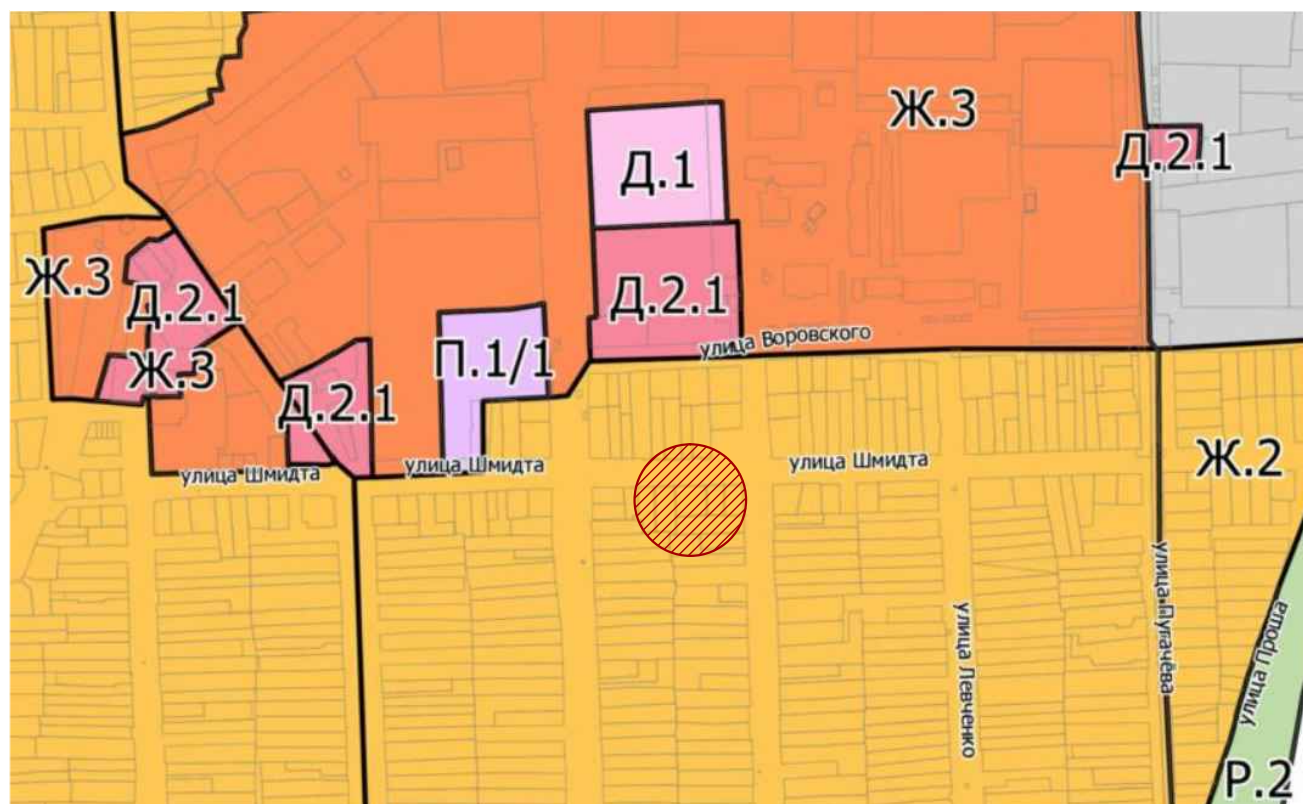 Ж.3
Д.1
Д.2.1
Ж.3
Д.2.1
Д.2.1
улица Воровского
П.1/1
Ж.3
Д.2.1
улица Шмидта
улица Шмидта
улица Шмидта
Ж.2
улица Пугачёва
улица Левченко
улица Проша
Р.2